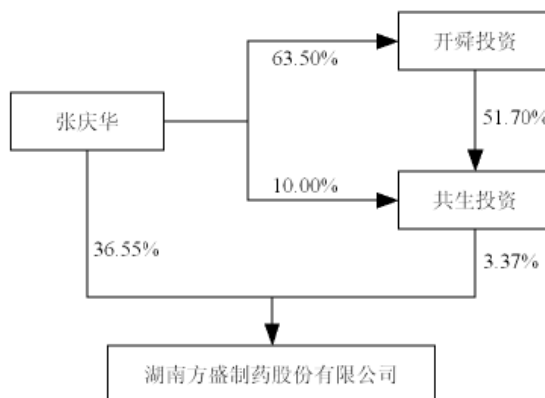 开舜投资
63.50%
张庆华
51.70%
10.00%
共生投资
36.55%
3.37%
湖南方盛制药股份有限公司